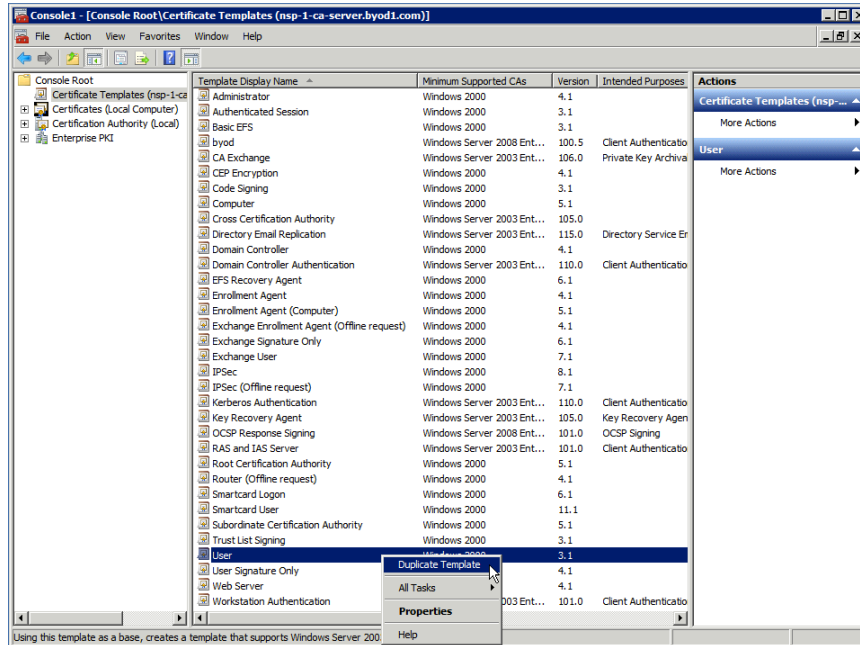 Console1 - [Console Root\Certificate Templates (nsp-1-ca-server.byod1.com)]
File Action View Favorites Window Help
Console Root
Certificate Templates (nsp-1-ca
Certificates (Local Computer)
Certification Authority (Local)
Enterprise PKI
Template Display Name Minimum Supported CAs Version Intended Purposes
Administrator Windows 2000 4.1
Authenticated Session Windows 2000 3.1
Basic EFS Windows 2000 3.1
byod Windows Server 2008 Ent... 100.5 Client Authenticatio
CA Exchange Windows Server 2003 Ent... 106.0 Private Key Archiva
CEP Encryption Windows 2000 4.1
Code Signing Windows 2000 3.1
Computer Windows 2000 5.1
Cross Certification Authority Windows Server 2003 Ent... 105.0
Directory Email Replication Windows Server 2003 Ent... 115.0 Directory Service Er
Domain Controller Windows 2000 4.1
Domain Controller Authentication Windows Server 2003 Ent... 110.0 Client Authenticatio
EFS Recovery Agent Windows 2000 6.1
Enrollment Agent Windows 2000 4.1
Enrollment Agent (Computer) Windows 2000 5.1
Exchange Enrollment Agent (Offline request) Windows 2000 4.1
Exchange Signature Only Windows 2000 6.1
Exchange User Windows 2000 7.1
IPSec Windows 2000 8.1
IPSec (Offline request) Windows 2000 7.1
Kerberos Authentication Windows Server 2003 Ent... 110.0 Client Authenticatio
Key Recovery Agent Windows Server 2003 Ent... 105.0 Key Recovery Agen
OCSP Response Signing Windows Server 2008 Ent... 101.0 OCSP Signing
RAS and IAS Server Windows Server 2003 Ent... 101.0 Client Authenticatio
Root Certification Authority Windows 2000 5.1
Router (Offline request) Windows 2000 4.1
Smartcard Logon Windows 2000 6.1
Smartcard User Windows 2000 11.1
Subordinate Certification Authority Windows 2000 5.1
Trust List Signing Windows 2000 3.1
User Windows 2000 3.1
User Signature Only 4.1
Web Server 4.1
Workstation Authentication 003 Ent... 101.0 Client Authenticatio
Duplicate Template
All Tasks
Properties
Help
Actions
Certificate Templates (nsp-...
More Actions
User
More Actions
Using this template as a base, creates a template that supports Windows Server 200